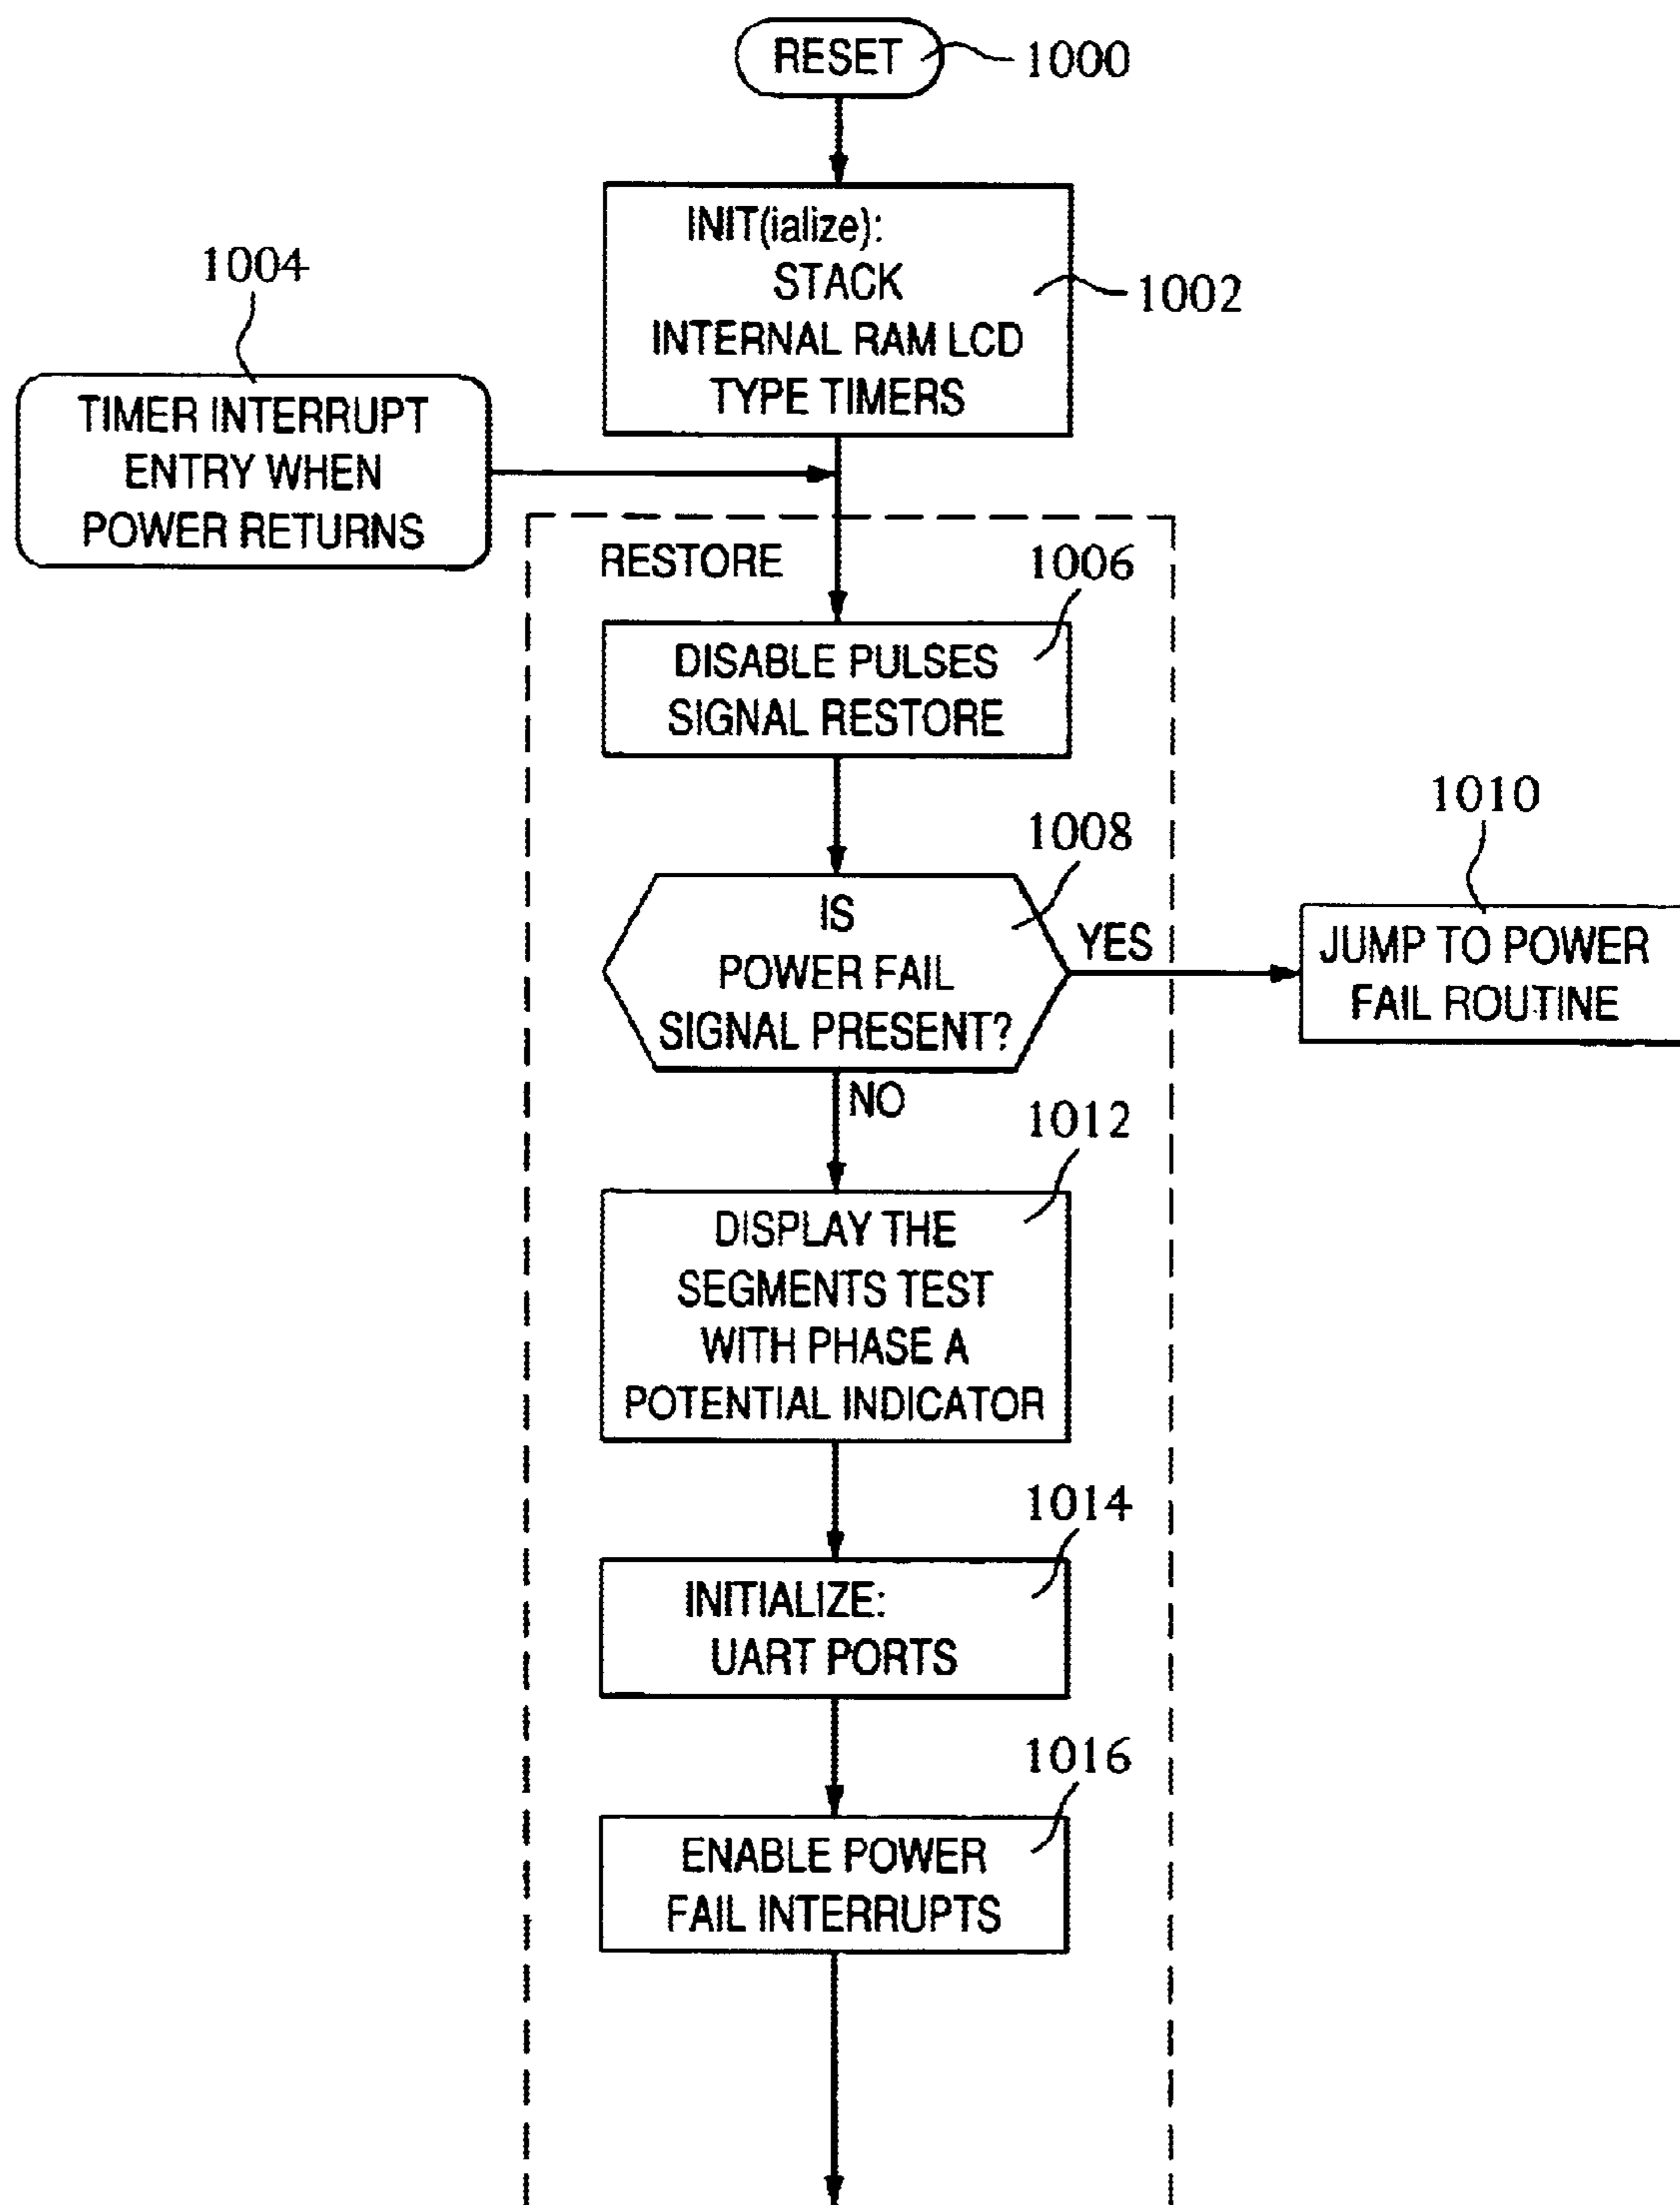 RESET
1000
INIT(ialize):
STACK
INTERNAL RAM LCD
TYPE TIMERS
1002
1004
TIMER INTERRUPT
ENTRY WHEN
POWER RETURNS
RESTORE
1006
DISABLE PULSES
SIGNAL RESTORE
1008
IS
POWER FAIL
SIGNAL PRESENT?
YES
1010
JUMP TO POWER
FAIL ROUTINE
NO
1012
DISPLAY THE
SEGMENTS TEST
WITH PHASE A
POTENTIAL INDICATOR
1014
INITIALIZE:
UART PORTS
1016
ENABLE POWER
FAIL INTERRUPTS